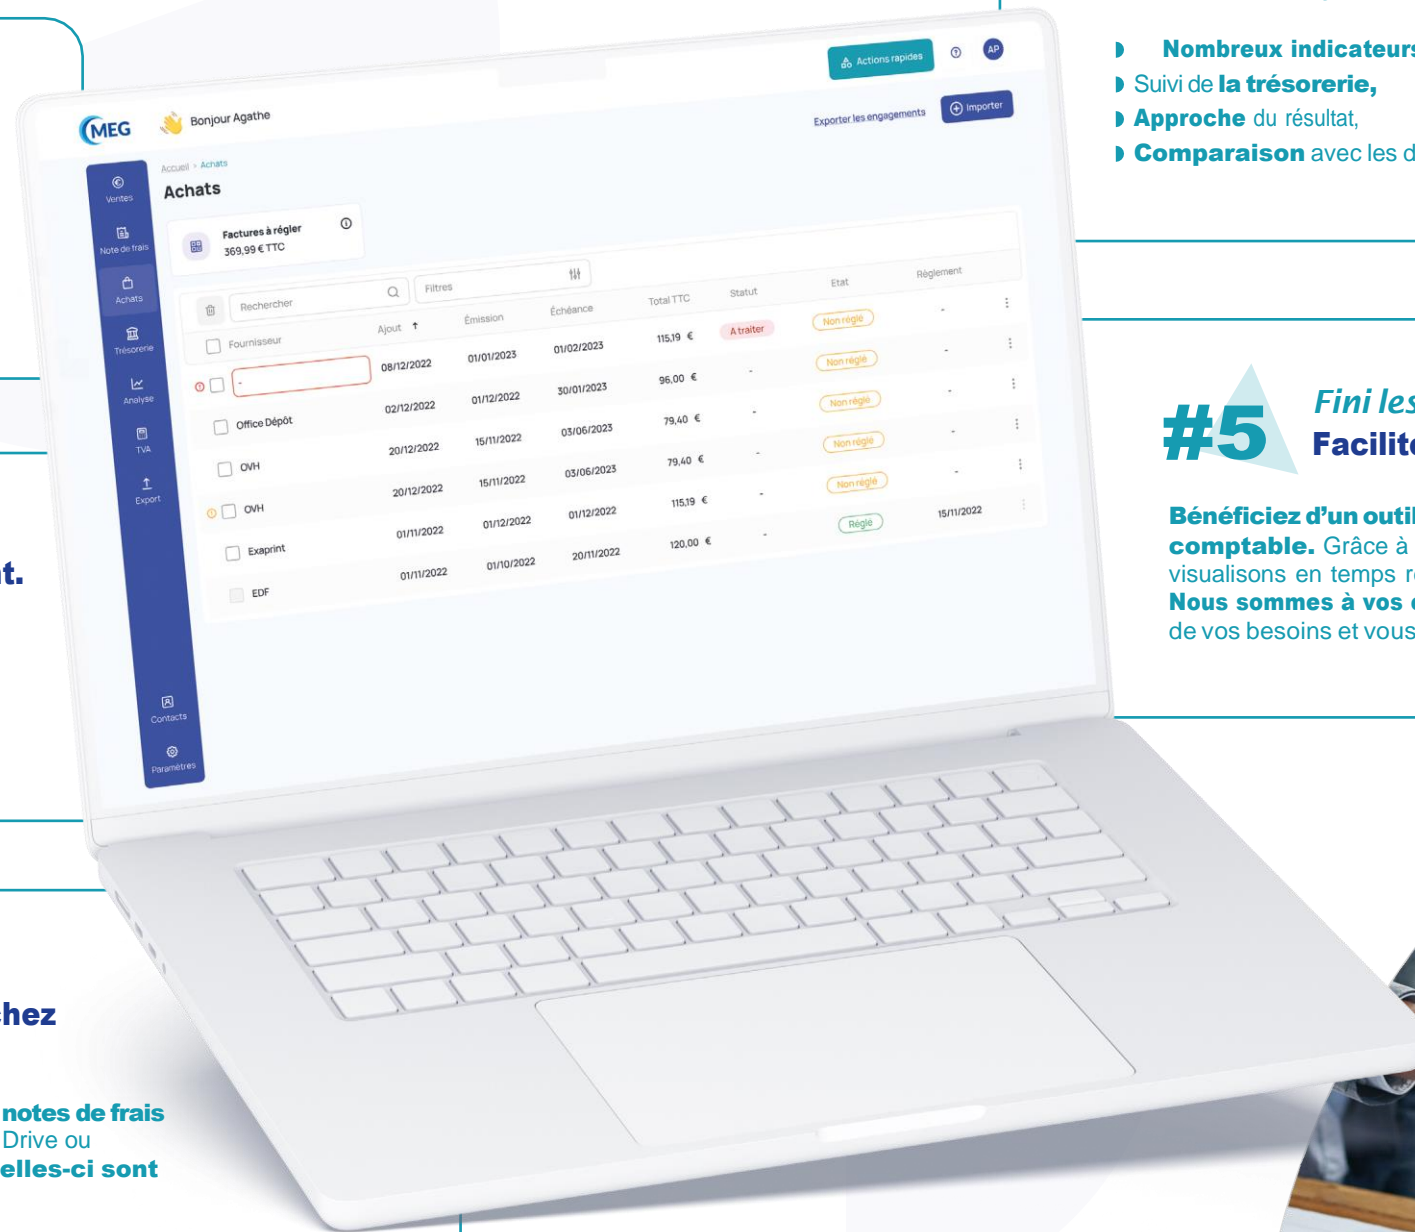 Nombreux indicateurs
Suivi de la trésorerie,
Approche du résultat,
Comparaison avec les d
MEG
Bonjour Agathe
Actions rapides
AP
Exporter les engagements
Importer
Accueil > Achats
Achats
Factures à régler
369,99 € TTC
Ventes
Note de frais
Achats
Trésorerie
Analyse
TVA
Export
Contacts
Paramètres
Rechercher
Filtres
Fournisseur Ajout Émission Échéance Total TTC Statut Etat Règlement
- 08/12/2022 01/01/2023 01/02/2023 115,19 € A traiter Non réglé -
Office Dépôt 02/12/2022 01/12/2022 30/01/2023 96,00 € - Non réglé -
OVH 20/12/2022 15/11/2022 03/06/2023 79,40 € - Non réglé -
OVH 20/12/2022 15/11/2022 03/06/2023 79,40 € - Non réglé -
Exaprint 01/11/2022 01/12/2022 01/12/2022 115,19 € - Non réglé -
EDF 01/11/2022 01/10/2022 20/11/2022 120,00 € - Réglé 15/11/2022
#5
Fini les
Facilite
Bénéficiez d'un outil
comptable. Grâce à
visualisons en temps r
Nous sommes à vos
de vos besoins et vous
t.
hez
notes de frais
Drive ou
elles-ci sont